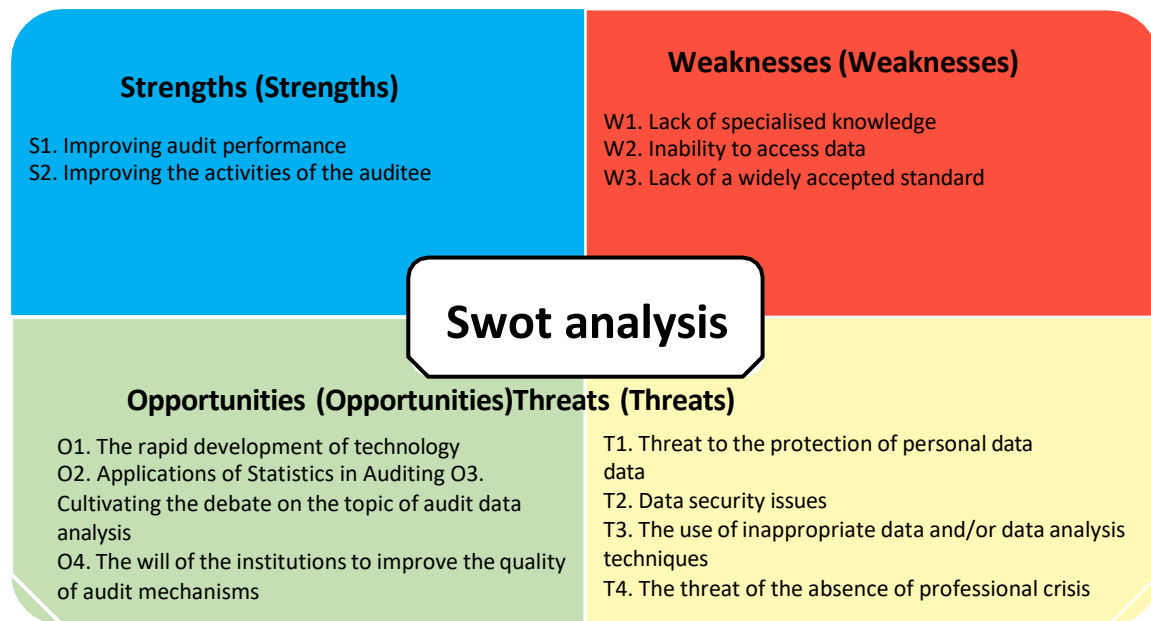 Strengths (Strengths)
S1. Improving audit performance
S2. Improving the activities of the auditee
Weaknesses (Weaknesses)
W1. Lack of specialised knowledge
W2. Inability to access data
W3. Lack of a widely accepted standard
Swot analysis
Opportunities (Opportunities)Threats (Threats)
O1. The rapid development of technology
O2. Applications of Statistics in Auditing O3.
Cultivating the debate on the topic of audit data
analysis
O4. The will of the institutions to improve the quality
of audit mechanisms
T1. Threat to the protection of personal data
data
T2. Data security issues
T3. The use of inappropriate data and/or data analysis
techniques
T4. The threat of the absence of professional crisis